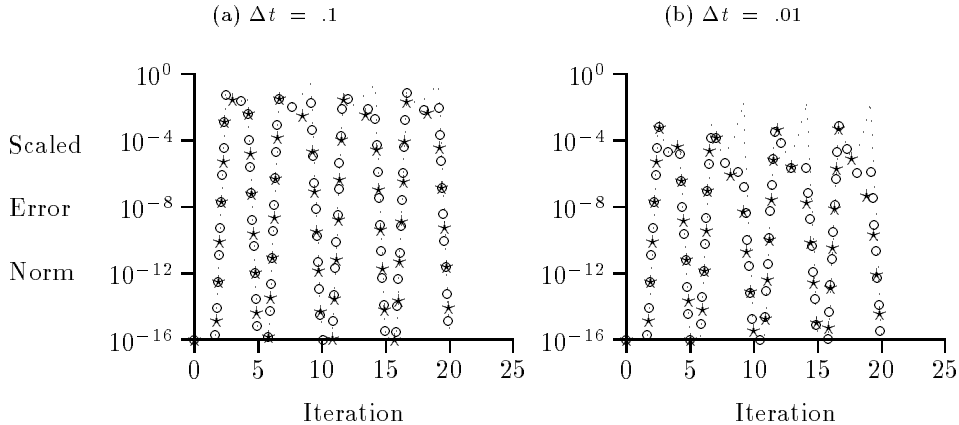 (a) Δt = .1
(b) Δt = .01
Scaled
Error
Norm
10^0
10^-4
10^-8
10^-12
10^-16
0 5 10 15 20 25
Iteration
10^0
10^-4
10^-8
10^-12
10^-16
0 5 10 15 20 25
Iteration